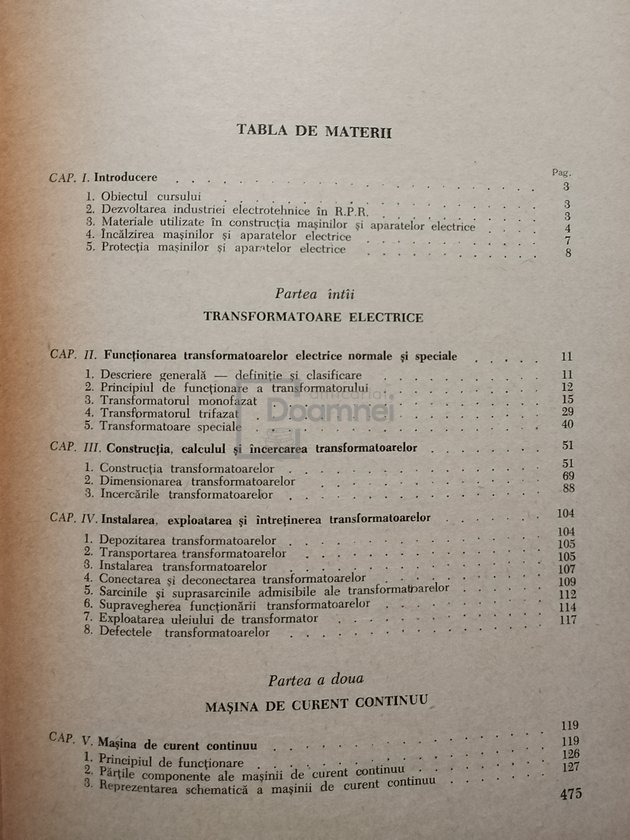 TABLA DE MATERII
Pag.
CAP. I. Introducere . . . . . . . . . . 3
1. Obiectul cursului . . . . . . . . . . 3
2. Dezvoltarea industriei electrotehnice în R.P.R. . . . . . . . . . . 3
3. Materiale utilizate în construcția mașinilor și aparatelor electrice . . . . 4
4. Încălzirea mașinilor și aparatelor electrice . . . . . . . . . . 7
5. Protecția mașinilor și aparatelor electrice . . . . . . . . . . 8
Partea întîi
TRANSFORMATOARE ELECTRICE
CAP. II. Funcționarea transformatoarelor electrice normale și speciale . . . . . 11
1. Descriere generală — definiție și clasificare . . . . . . . . . . 11
2. Principiul de funcționare a transformatorului . . . . . . . . . . 12
3. Transformatorul monofazat . . . . . . . . . . 15
4. Transformatorul trifazat . . . . . . . . . . 29
5. Transformatoare speciale . . . . . . . . . . 40
anticariat
Doamnei
CAP. III. Construcția, calculul și încercarea transformatoarelor . . . . . . 51
1. Construcția transformatoarelor . . . . . . . . . . 51
2. Dimensionarea transformatoarelor . . . . . . . . . . 69
3. Incercările transformatoarelor . . . . . . . . . . 88
CAP. IV. Instalarea, exploatarea și întreținerea transformatoarelor . . . . . . 104
1. Depozitarea transformatoarelor . . . . . . . . . . 104
2. Transportarea transformatoarelor . . . . . . . . . . 105
3. Instalarea transformatoarelor . . . . . . . . . . 105
4. Conectarea și deconectarea transformatoarelor . . . . . . . . . . 107
5. Sarcinile și suprasarcinile admisibile ale transformatoarelor . . . . . 109
6. Supravegherea funcționării transformatoarelor . . . . . . . . . . 112
7. Exploatarea uleiului de transformator . . . . . . . . . . 114
8. Defectele transformatoarelor . . . . . . . . . . 117
Partea a doua
MAȘINA DE CURENT CONTINUU
CAP. V. Mașina de curent continuu . . . . . . . . . . 119
1. Principiul de funcționare . . . . . . . . . . 119
2. Părțile componente ale mașinii de curent continuu . . . . . . . 126
3. Reprezentarea schematică a mașinii de curent continuu . . . . . . 127
475